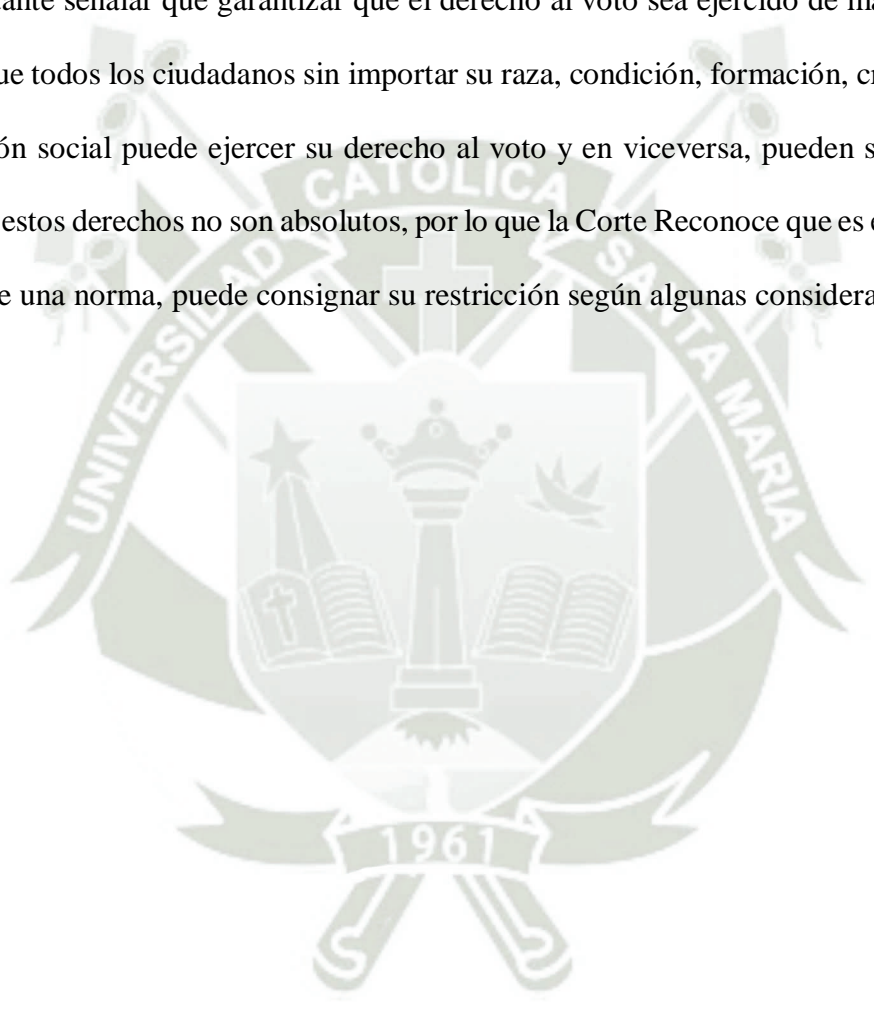 ante señalar que garantizar que el derecho al voto sea ejercido de ma
ue todos los ciudadanos sin importar su raza, condición, formación, cr
ón social puede ejercer su derecho al voto y en viceversa, pueden s
estos derechos no son absolutos, por lo que la Corte Reconoce que es e
e una norma, puede consignar su restricción según algunas considera
UNIVERSIDAD CATOLICA SANTA MARIA
1961